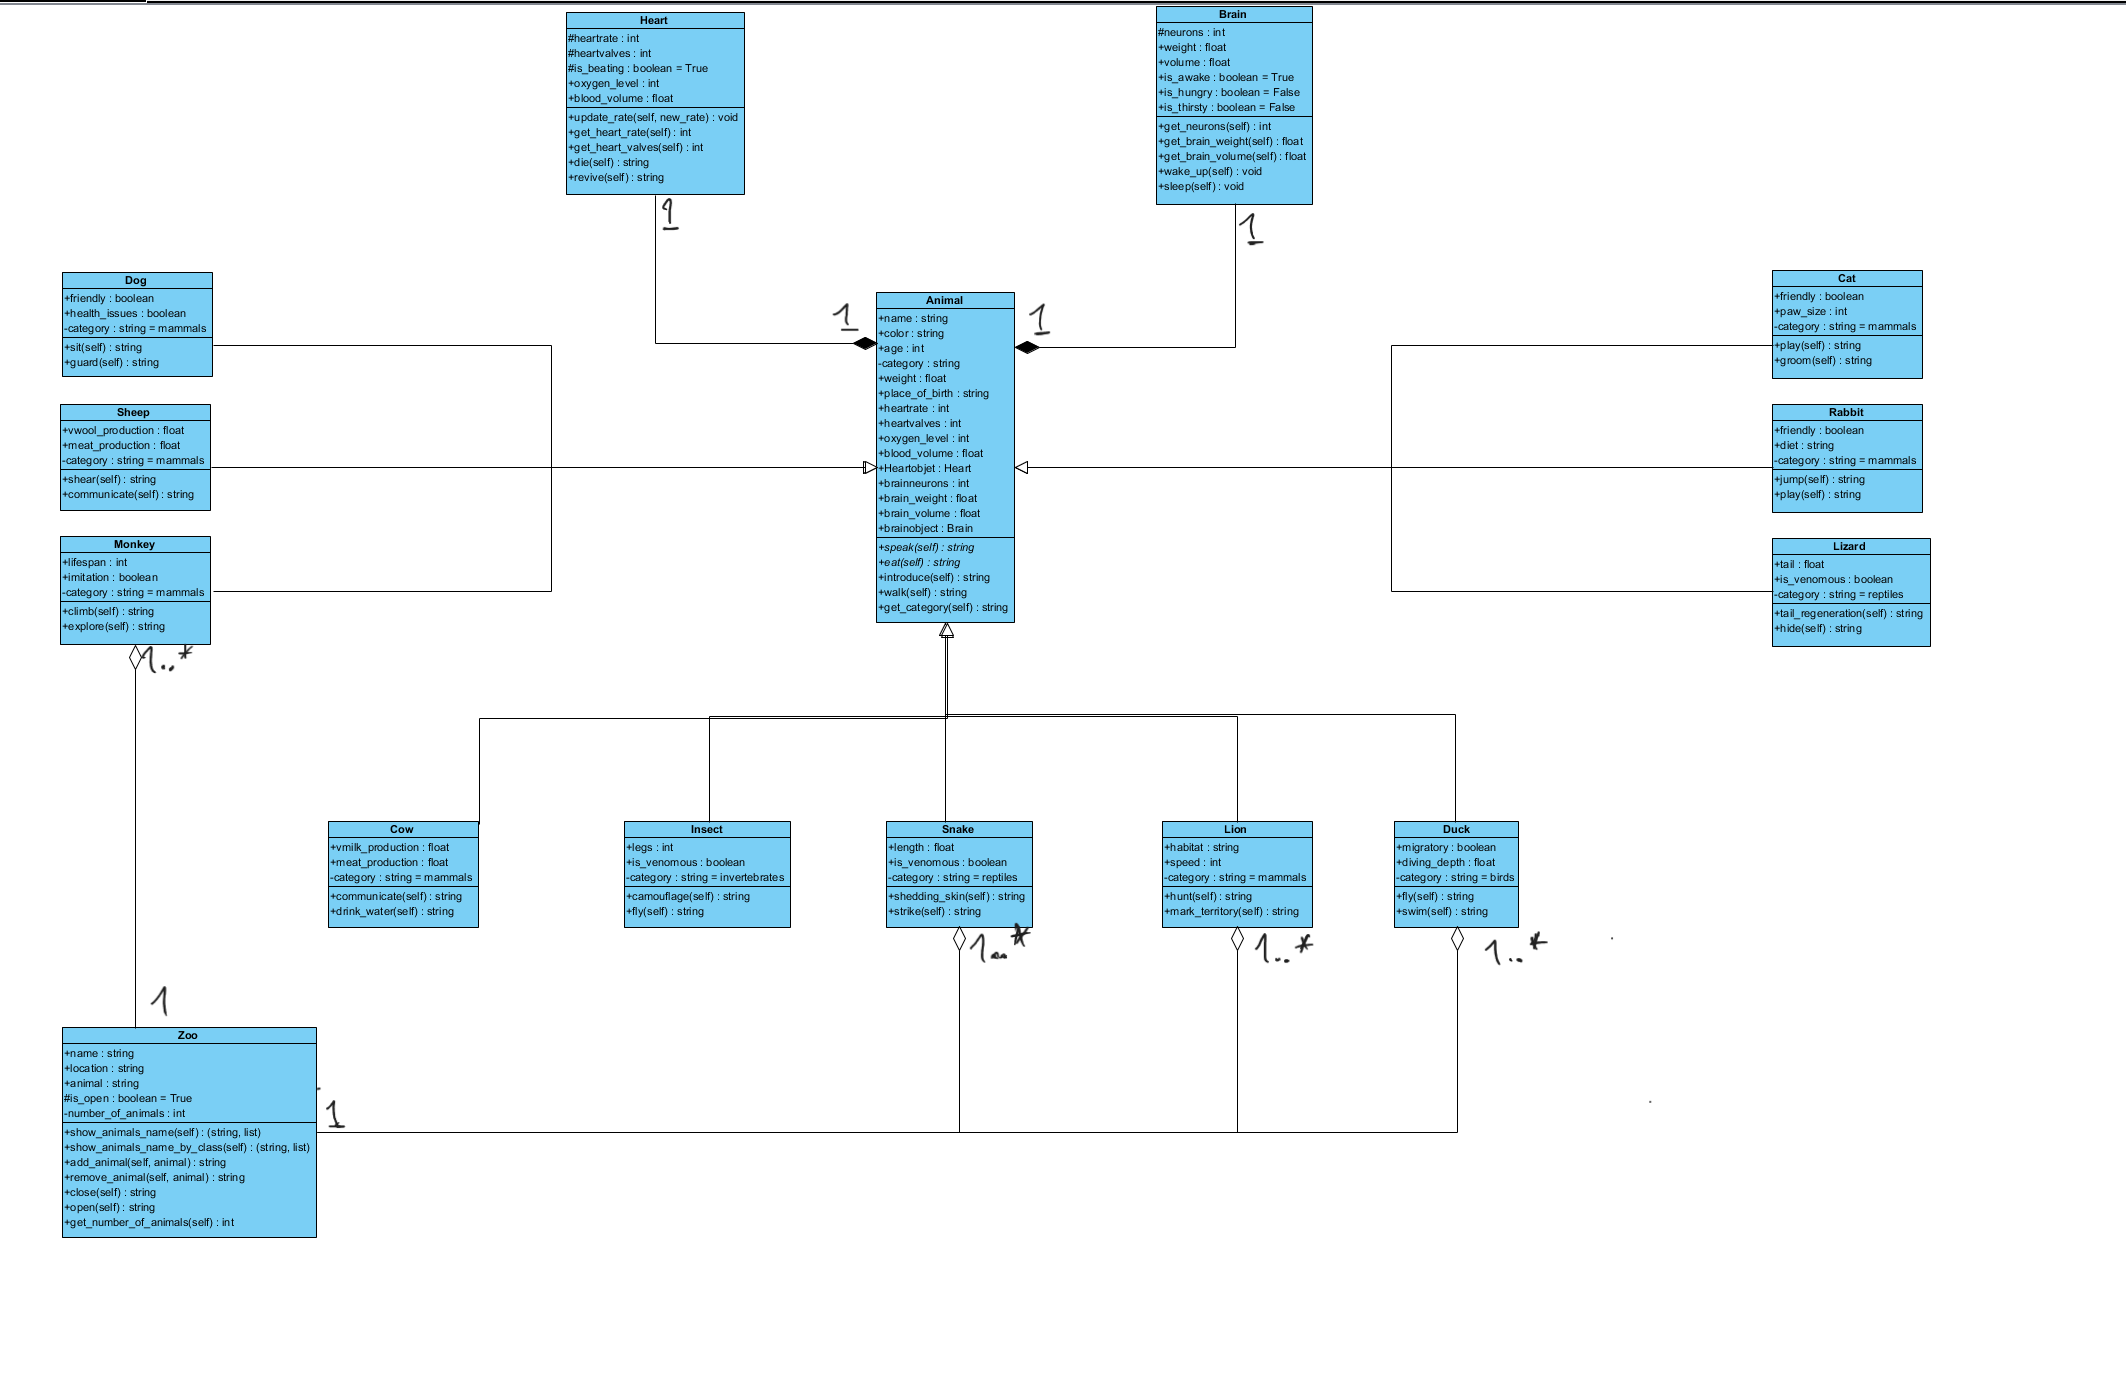 Heart
#heartrate : int
#heartvalves : int
#is_beating : boolean = True
+oxygen_level : int
+blood_volume : float
+update_rate(self, new_rate) : void
+get_heart_rate(self) : int
+get_heart_valves(self) : int
+die(self) : string
+revive(self) : string
1
Brain
#neurons : int
+weight : float
+volume : float
+is_awake : boolean = True
+is_hungry : boolean = False
+is_thirsty : boolean = False
+get_neurons(self) : int
+get_brain_weight(self) : float
+get_brain_volume(self) : float
+wake_up(self) : void
+sleep(self) : void
1
Dog
+friendly : boolean
+health_issues : boolean
-category : string = mammals
+sit(self) : string
+guard(self) : string
Sheep
+vwool_production : float
+meat_production : float
-category : string = mammals
+shear(self) : string
+communicate(self) : string
Monkey
+lifespan : int
+imitation : boolean
-category : string = mammals
+climb(self) : string
+explore(self) : string
1..*
1
1
Animal
+name : string
+color : string
+age : int
-category : string
+weight : float
+place_of_birth : string
+heartrate : int
+heartvalves : int
+oxygen_level : int
+blood_volume : float
+Heartobjet : Heart
+brainneurons : int
+brain_weight : float
+brain_volume : float
+brainobject : Brain
+speak(self) : string
+eat(self) : string
+introduce(self) : string
+walk(self) : string
+get_category(self) : string
Cat
+friendly : boolean
+paw_size : int
-category : string = mammals
+play(self) : string
+groom(self) : string
Rabbit
+friendly : boolean
+diet : string
-category : string = mammals
+jump(self) : string
+play(self) : string
Lizard
+tail : float
+is_venomous : boolean
-category : string = reptiles
+tail_regeneration(self) : string
+hide(self) : string
Cow
+vmilk_production : float
+meat_production : float
-category : string = mammals
+communicate(self) : string
+drink_water(self) : string
Insect
+legs : int
+is_venomous : boolean
-category : string = invertebrates
+camouflage(self) : string
+fly(self) : string
Snake
+length : float
+is_venomous : boolean
-category : string = reptiles
+shedding_skin(self) : string
+strike(self) : string
1..*
Lion
+habitat : string
+speed : int
-category : string = mammals
+hunt(self) : string
+mark_territory(self) : string
1..*
Duck
+migratory : boolean
+diving_depth : float
-category : string = birds
+fly(self) : string
+swim(self) : string
1..*
1
Zoo
+name : string
+location : string
+animal : string
#is_open : boolean = True
-number_of_animals : int
+show_animals_name(self) : (string, list)
+show_animals_name_by_class(self) : (string, list)
+add_animal(self, animal) : string
+remove_animal(self, animal) : string
+close(self) : string
+open(self) : string
+get_number_of_animals(self) : int
1